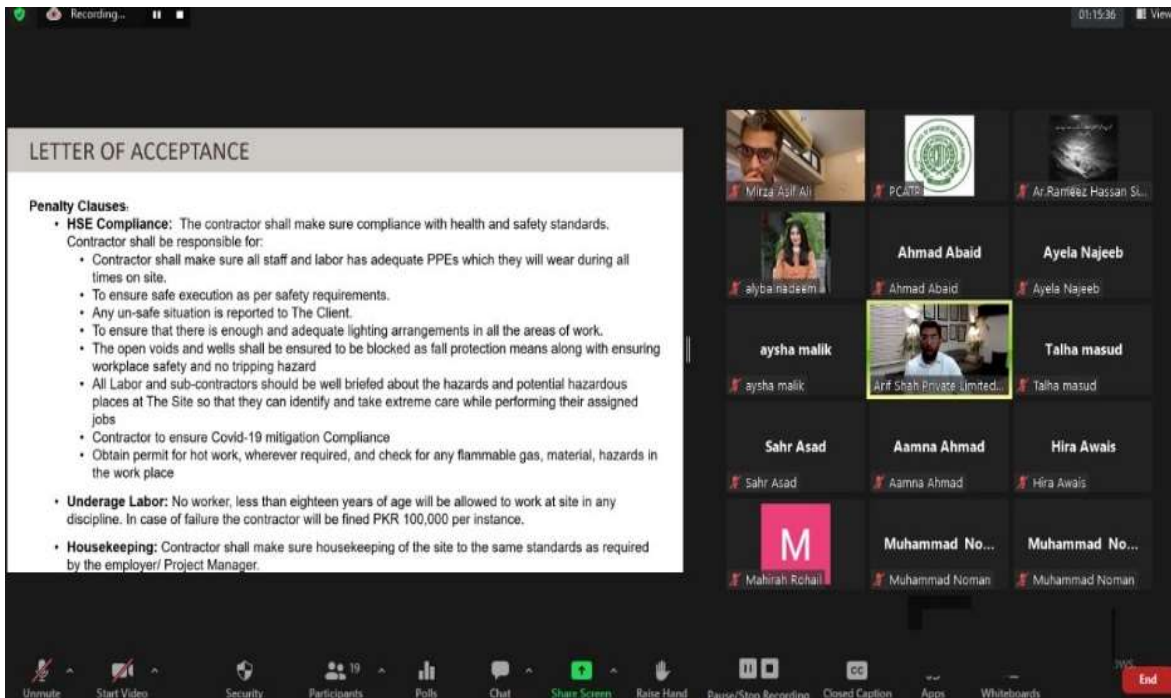 Recording...
01:15:36
View
LETTER OF ACCEPTANCE
Penalty Clauses:
• HSE Compliance: The contractor shall make sure compliance with health and safety standards.
Contractor shall be responsible for:
• Contractor shall make sure all staff and labor has adequate PPEs which they will wear during all
times on site.
• To ensure safe execution as per safety requirements.
• Any un-safe situation is reported to The Client.
• To ensure that there is enough and adequate lighting arrangements in all the areas of work.
• The open voids and wells shall be ensured to be blocked as fall protection means along with ensuring
workplace safety and no tripping hazard
• All Labor and sub-contractors should be well briefed about the hazards and potential hazardous
places at The Site so that they can identify and take extreme care while performing their assigned
jobs
• Contractor to ensure Covid-19 mitigation Compliance
• Obtain permit for hot work, wherever required, and check for any flammable gas, material, hazards in
the work place
• Underage Labor: No worker, less than eighteen years of age will be allowed to work at site in any
discipline. In case of failure the contractor will be fined PKR 100,000 per instance.
• Housekeeping: Contractor shall make sure housekeeping of the site to the same standards as required
by the employer/ Project Manager.
Mirza Asif Ali
PCATP
Ar.Rameez Hassan Si...
alyba nadeem
Ahmad Abaid
Ahmad Abaid
Ayela Najeeb
Ayela Najeeb
aysha malik
aysha malik
Arif Shah Private Limited...
Talha masud
Talha masud
Sahr Asad
Sahr Asad
Aamna Ahmad
Aamna Ahmad
Hira Awais
Hira Awais
M
Mahirah Rohail
Muhammad No...
Muhammad Noman
Muhammad No...
Muhammad Noman
Unmute
Start Video
Security
19
Participants
Polls
Chat
Share Screen
Raise Hand
Pause/Stop Recording
CC
Closed Caption
Apps
Whiteboards
End